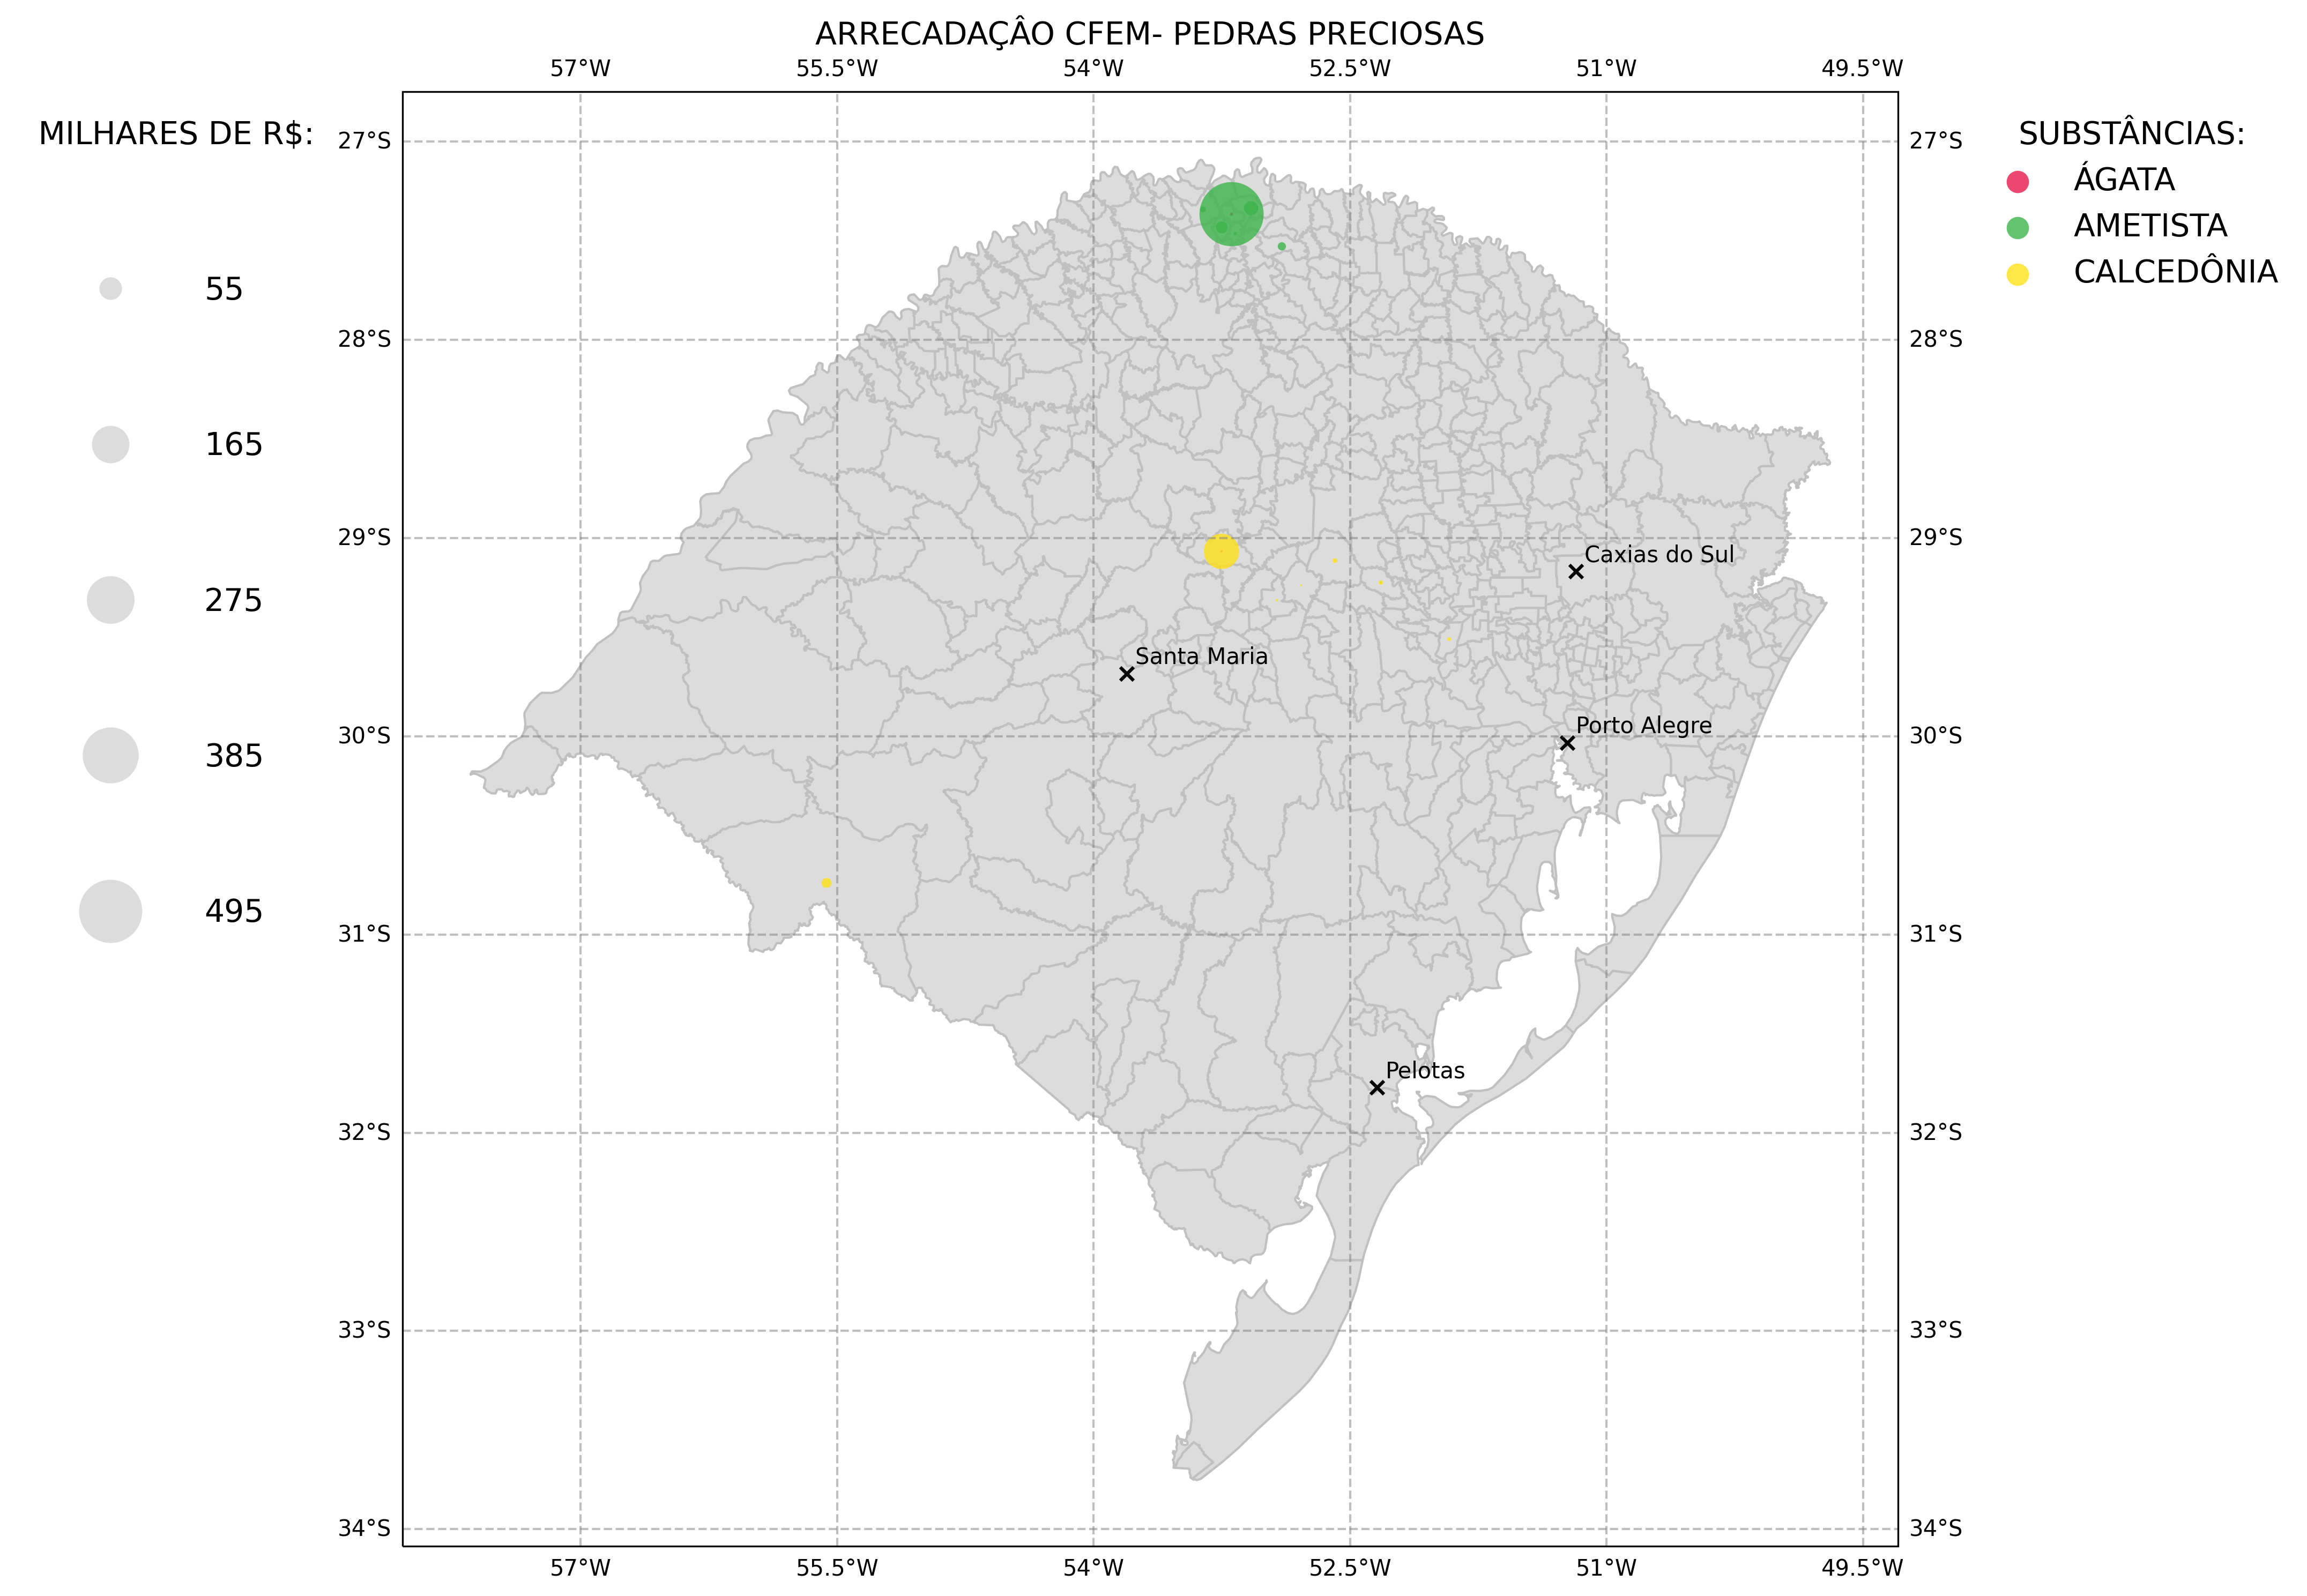 ARRECADAÇÂO CFEM- PEDRAS PRECIOSAS
57°W 55.5°W 54°W 52.5°W 51°W 49.5°W
MILHARES DE R$:
55
165
275
385
495
27°S
28°S
29°S
30°S
31°S
32°S
33°S
34°S
Caxias do Sul
Santa Maria
Porto Alegre
Pelotas
27°S
28°S
29°S
30°S
31°S
32°S
33°S
34°S
SUBSTÂNCIAS:
ÁGATA
AMETISTA
CALCEDÔNIA
57°W 55.5°W 54°W 52.5°W 51°W 49.5°W